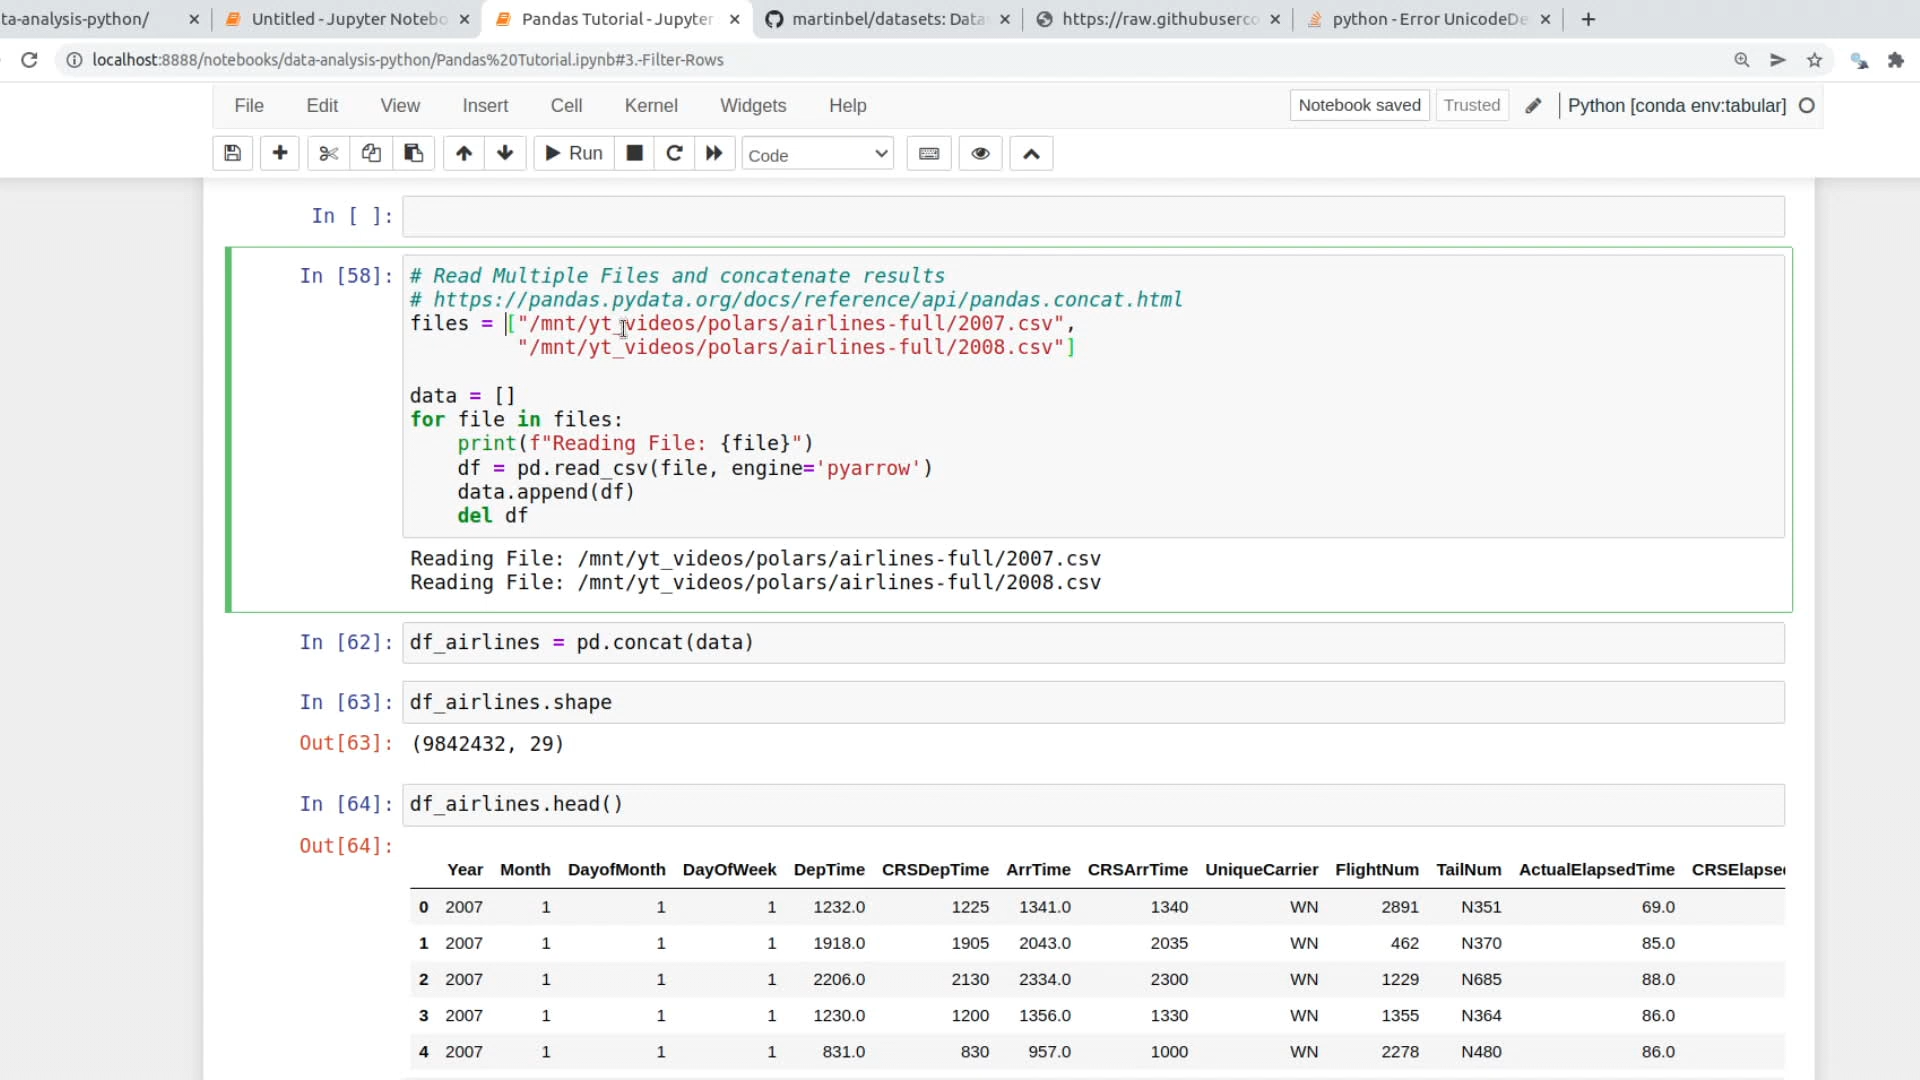 ta-analysis-python/
Untitled - Jupyter Notebo
Pandas Tutorial - Jupyter
martinbel/datasets: Data
https://raw.githubuserco
python - Error UnicodeDe
localhost:8888/notebooks/data-analysis-python/Pandas%20Tutorial.ipynb#3.-Filter-Rows
File Edit View Insert Cell Kernel Widgets Help
Notebook saved Trusted Python [conda env:tabular]
Run Code
In [ ]:
In [58]: # Read Multiple Files and concatenate results
# https://pandas.pydata.org/docs/reference/api/pandas.concat.html
files = ["/mnt/yt_videos/polars/airlines-full/2007.csv",
"/mnt/yt_videos/polars/airlines-full/2008.csv"]
data = []
for file in files:
print(f"Reading File: {file}")
df = pd.read_csv(file, engine='pyarrow')
data.append(df)
del df
Reading File: /mnt/yt_videos/polars/airlines-full/2007.csv
Reading File: /mnt/yt_videos/polars/airlines-full/2008.csv
In [62]: df_airlines = pd.concat(data)
In [63]: df_airlines.shape
Out[63]: (9842432, 29)
In [64]: df_airlines.head()
Out[64]:
Year Month DayofMonth DayOfWeek DepTime CRSDepTime ArrTime CRSArrTime UniqueCarrier FlightNum TailNum ActualElapsedTime CRSElapse
0 2007 1 1 1 1232.0 1225 1341.0 1340 WN 2891 N351 69.0
1 2007 1 1 1 1918.0 1905 2043.0 2035 WN 462 N370 85.0
2 2007 1 1 1 2206.0 2130 2334.0 2300 WN 1229 N685 88.0
3 2007 1 1 1 1230.0 1200 1356.0 1330 WN 1355 N364 86.0
4 2007 1 1 1 831.0 830 957.0 1000 WN 2278 N480 86.0